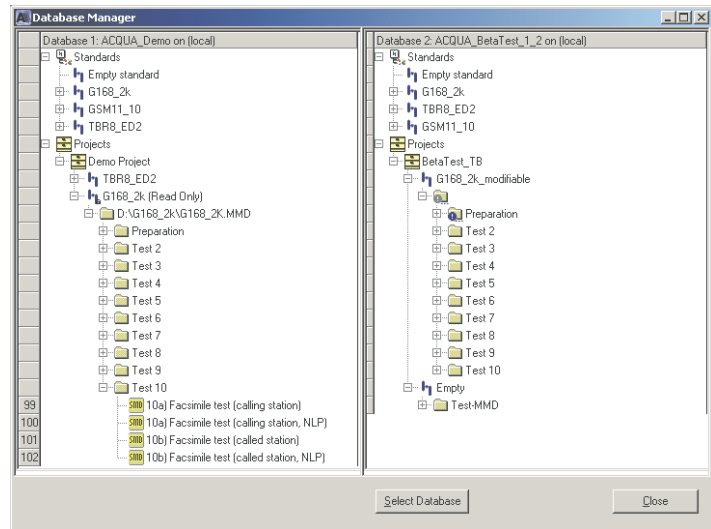 Database Manager
Database 1: ACQUA_Demo on (local)
Standards
Empty standard
G168_2k
GSM11_10
TBR8_ED2
Projects
Demo Project
TBR8_ED2
G168_2k (Read Only)
D:\G168_2k\G168_2K.MMD
Preparation
Test 2
Test 3
Test 4
Test 5
Test 6
Test 7
Test 8
Test 9
Test 10
99 SMD 10a) Facsimile test (calling station)
100 SMD 10a) Facsimile test (calling station, NLP)
101 SMD 10b) Facsimile test (called station)
102 SMD 10b) Facsimile test (called station, NLP)
Database 2: ACQUA_BetaTest_1_2 on (local)
Standards
Empty standard
G168_2k
TBR8_ED2
GSM11_10
Projects
BetaTest_TB
G168_2k_modifiable
Preparation
Test 2
Test 3
Test 4
Test 5
Test 6
Test 7
Test 8
Test 9
Test 10
Empty
Test-MMD
Select Database
Close